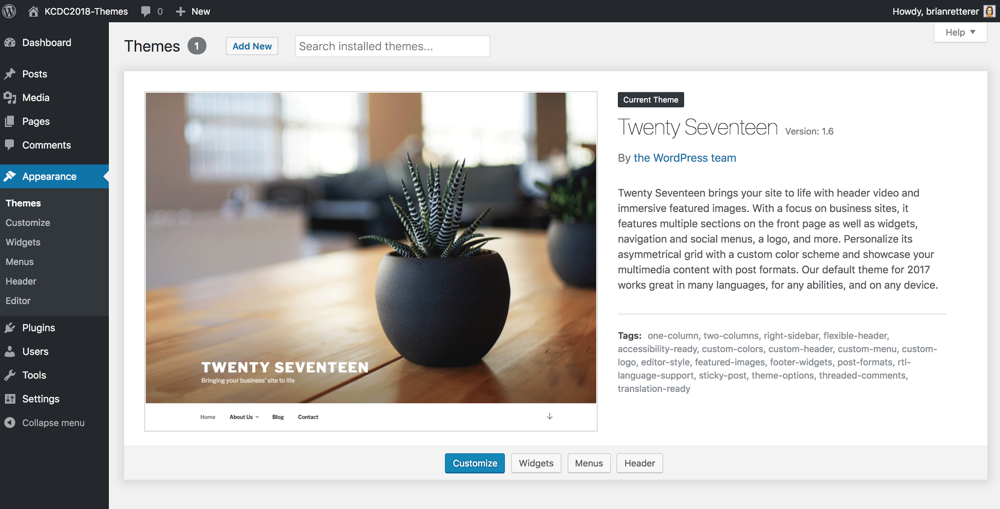 KCDC2018-Themes 0 New Howdy, brianretterer
Help
Dashboard
Posts
Media
Pages
Comments
Appearance
Themes
Customize
Widgets
Menus
Header
Editor
Plugins
Users
Tools
Settings
Collapse menu
Themes 1 Add New Search installed themes...
TWENTY SEVENTEEN
Bringing your business' site to life
Home About Us Blog Contact
Current Theme
Twenty Seventeen Version: 1.6
By the WordPress team
Twenty Seventeen brings your site to life with header video and
immersive featured images. With a focus on business sites, it
features multiple sections on the front page as well as widgets,
navigation and social menus, a logo, and more. Personalize its
asymmetrical grid with a custom color scheme and showcase your
multimedia content with post formats. Our default theme for 2017
works great in many languages, for any abilities, and on any device.
Tags: one-column, two-columns, right-sidebar, flexible-header,
accessibility-ready, custom-colors, custom-header, custom-menu, custom-
logo, editor-style, featured-images, footer-widgets, post-formats, rtl-
language-support, sticky-post, theme-options, threaded-comments,
translation-ready
Customize Widgets Menus Header